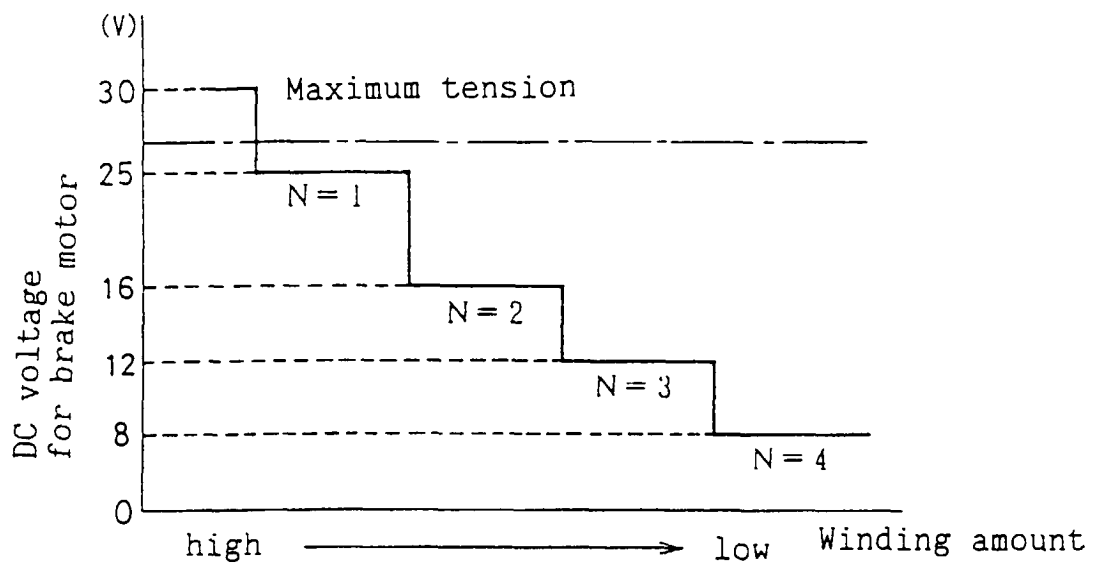 (V)
30
Maximum tension
25
N = 1
16
N = 2
12
N = 3
8
N = 4
0
DC voltage
for brake motor
high
low
Winding amount